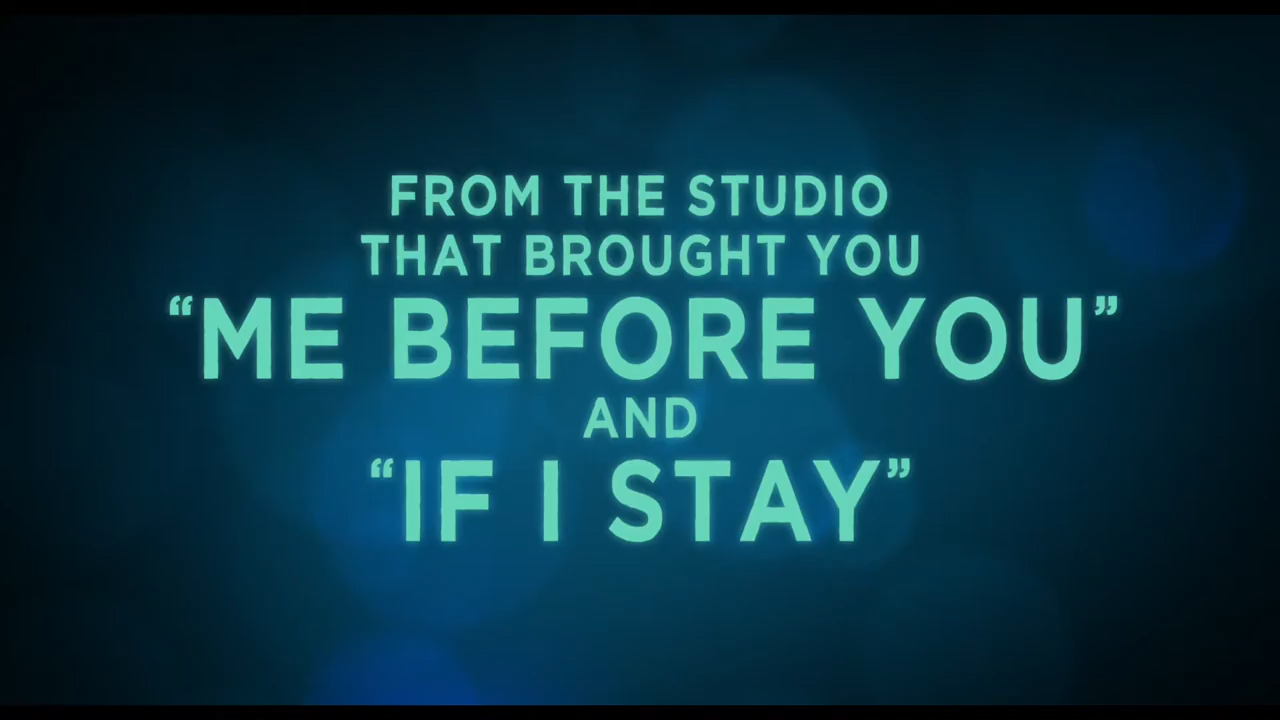 FROM THE STUDIO
THAT BROUGHT YOU
“ME BEFORE YOU”
AND
“IF I STAY”